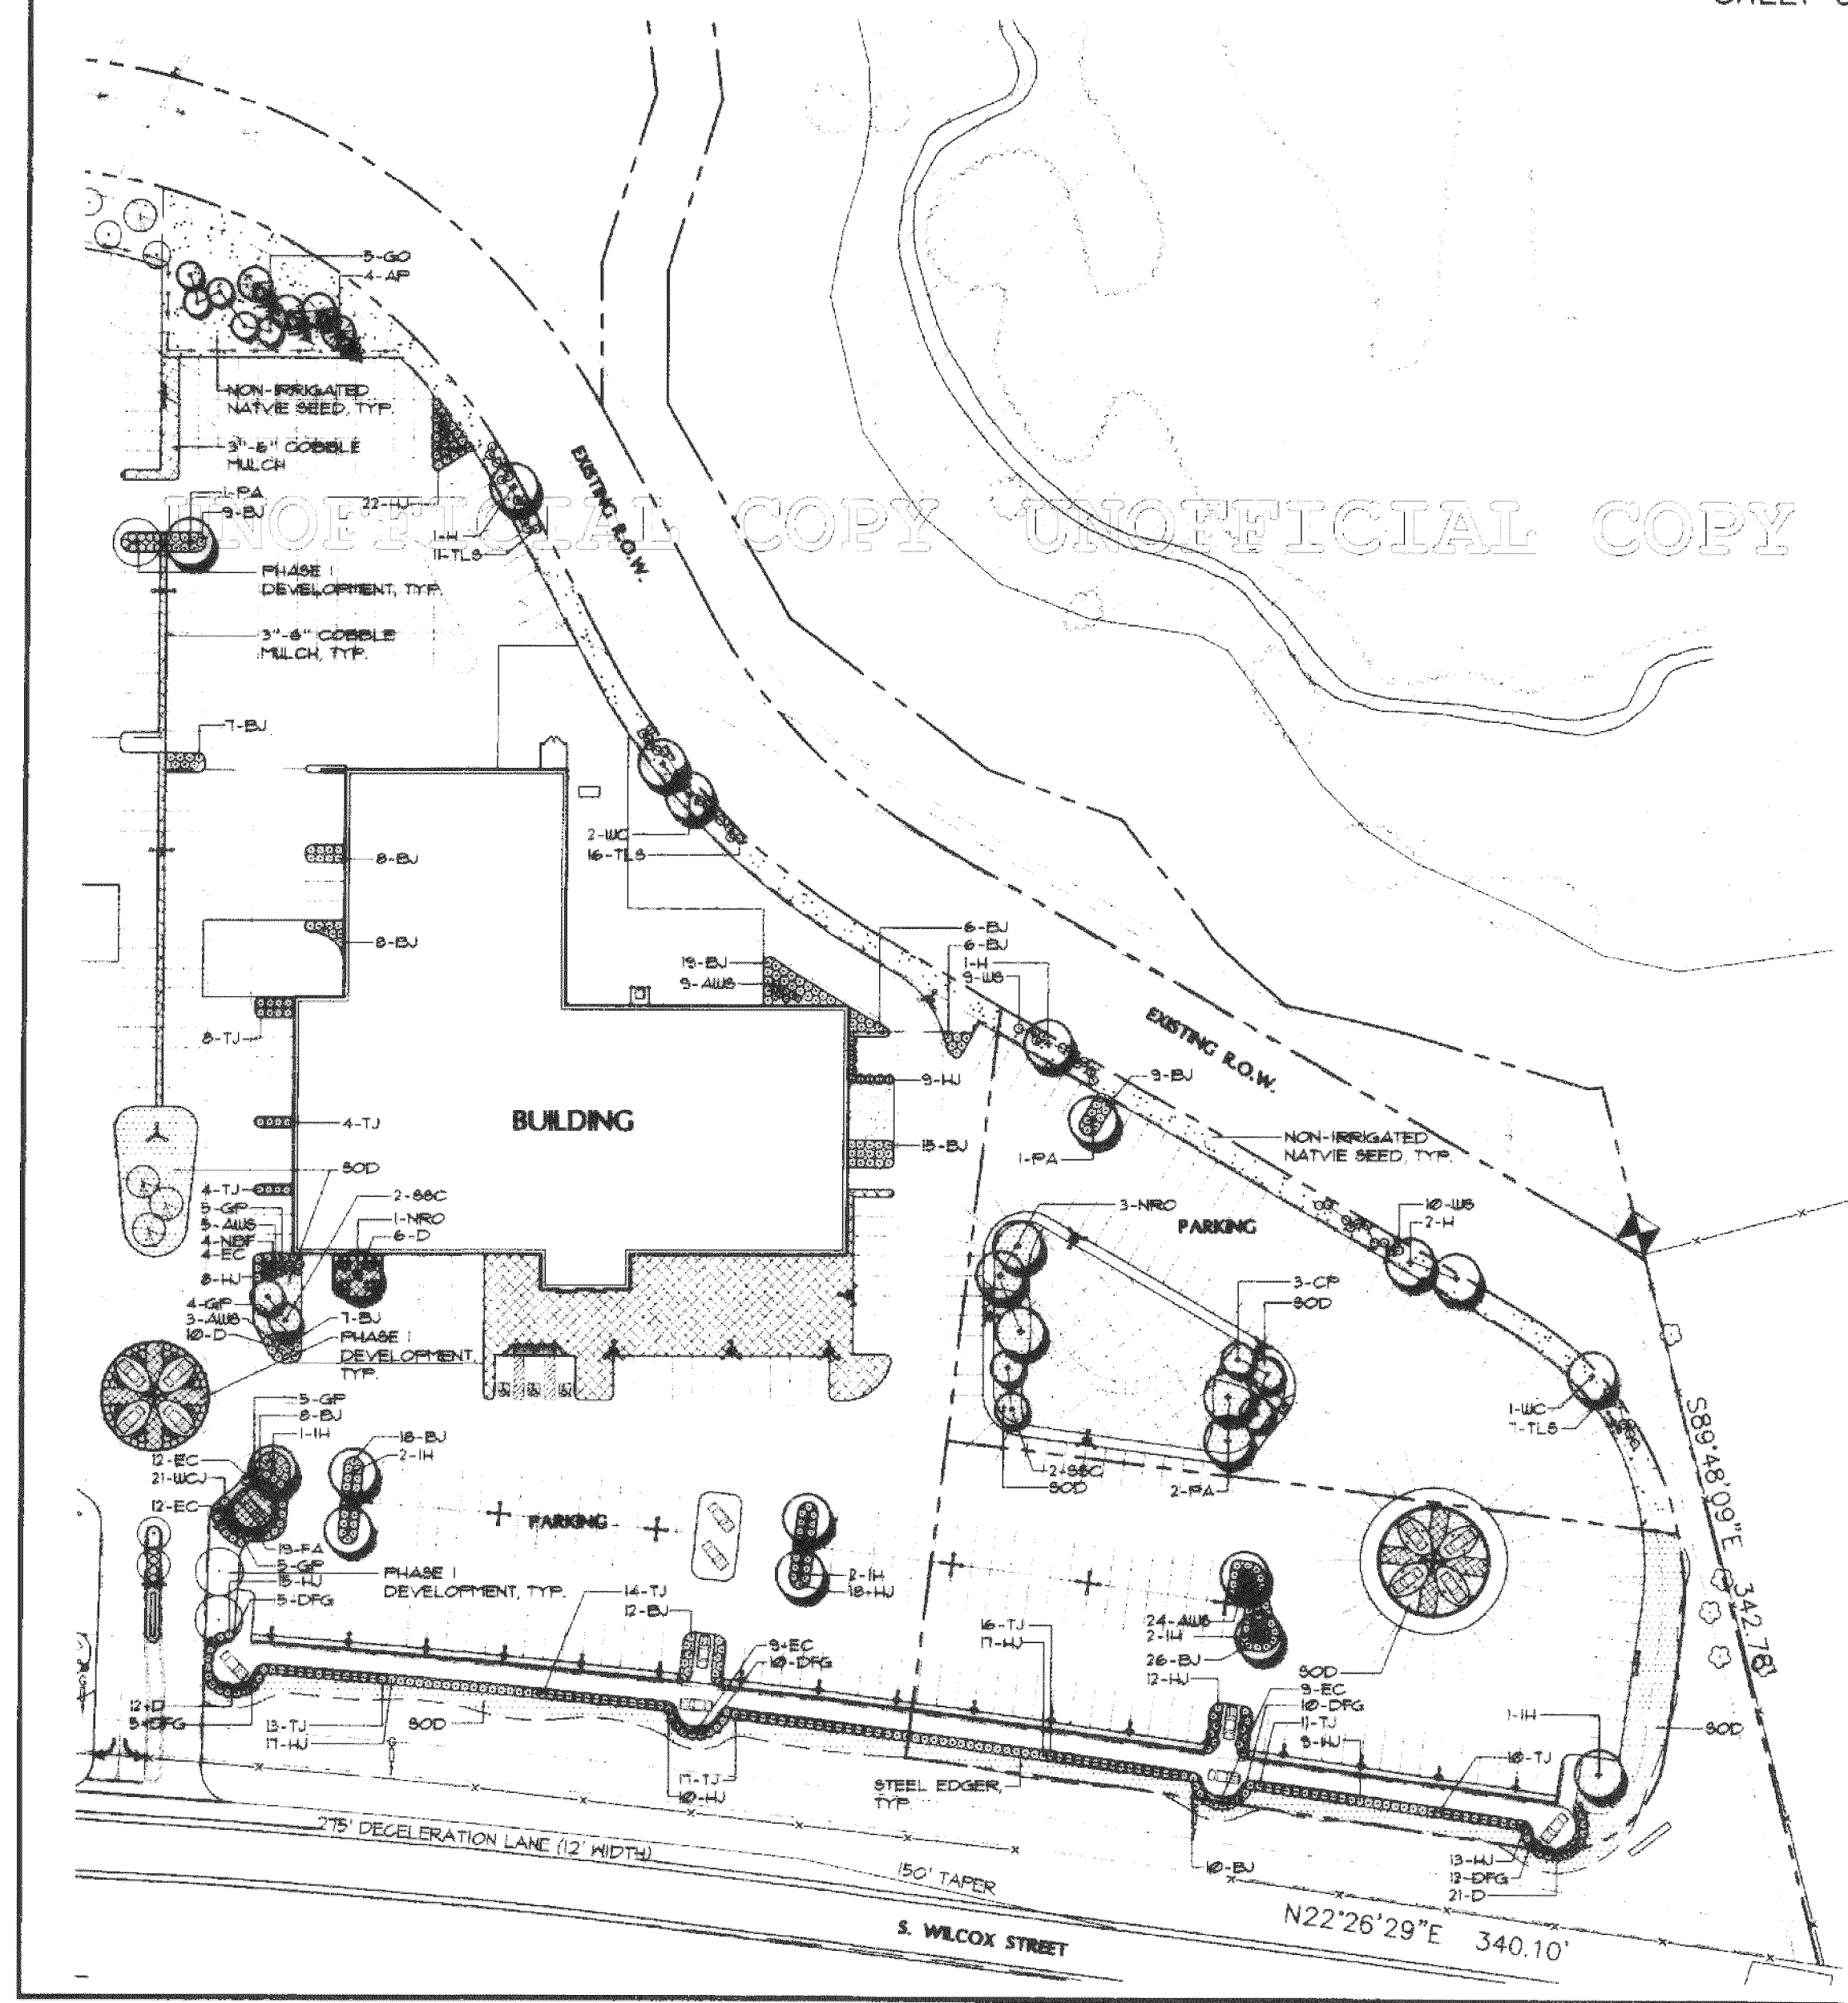 5-GO
4-AP
NON-IRRIGATED
NATVIE SEED, TYP.
3"-6" COBBLE
MULCH
1-PA
9-BJ
22-HJ
UNOFFICIAL COPY UNOFFICIAL COPY
1-H
11-TLS
EXISTING R.O.W.
PHASE I
DEVELOPMENT, TYP.
3"-6" COBBLE
MULCH, TYP.
7-BJ
2-WC
16-TLS
8-BJ
8-BJ
6-BJ
6-BJ
1-H
9-WS
19-BJ
9-AWS
8-TJ
EXISTING R.O.W.
9-HJ
9-BJ
BUILDING
4-TJ
15-BJ
NON-IRRIGATED
NATVIE SEED, TYP.
1-PA
SOD
4-TJ
5-GP
5-AWS
4-NBF
4-EC
8-HJ
4-GP
3-AWS
10-D
2-SSC
1-NRO
6-D
7-BJ
PHASE I
DEVELOPMENT,
TYP.
3-NRO
PARKING
10-WS
2-H
3-CP
SOD
1-WC
7-TLS
S89°48'09"E 342.78'
5-GP
8-BJ
1-IH
18-BJ
2-IH
12-EC
21-WCJ
12-EC
2-SSC
SOD
2-PA
PARKING
19-FA
5-GP
15-HJ
5-DFG
PHASE I
DEVELOPMENT, TYP.
14-TJ
12-BJ
2-IH
18-HJ
9-EC
10-DFG
16-TJ
17-HJ
24-AWS
2-IH
26-BJ
12-HJ
SOD
9-EC
10-DFG
11-TJ
9-HJ
1-IH
SOD
12-D
5-DFG
13-TJ
17-HJ
SOD
17-TJ
10-HJ
STEEL EDGER,
TYP.
10-TJ
275' DECELERATION LANE (12' WIDTH)
150' TAPER
10-BJ
13-HJ
12-DFG
21-D
N22°26'29"E 340.10'
S. WILCOX STREET